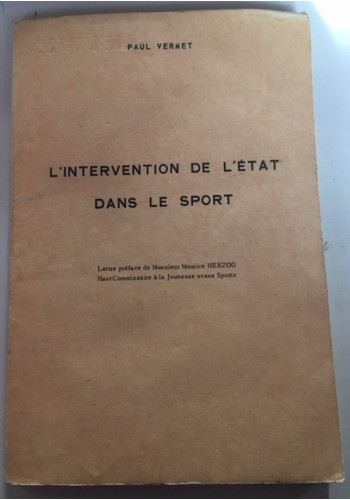 PAUL VERMET
L'INTERVENTION DE L'ÉTAT
DANS LE SPORT
Lettre préface de Monsieur Maurice HERZOG
Haut Commissaire à la Jeunesse et aux Sports